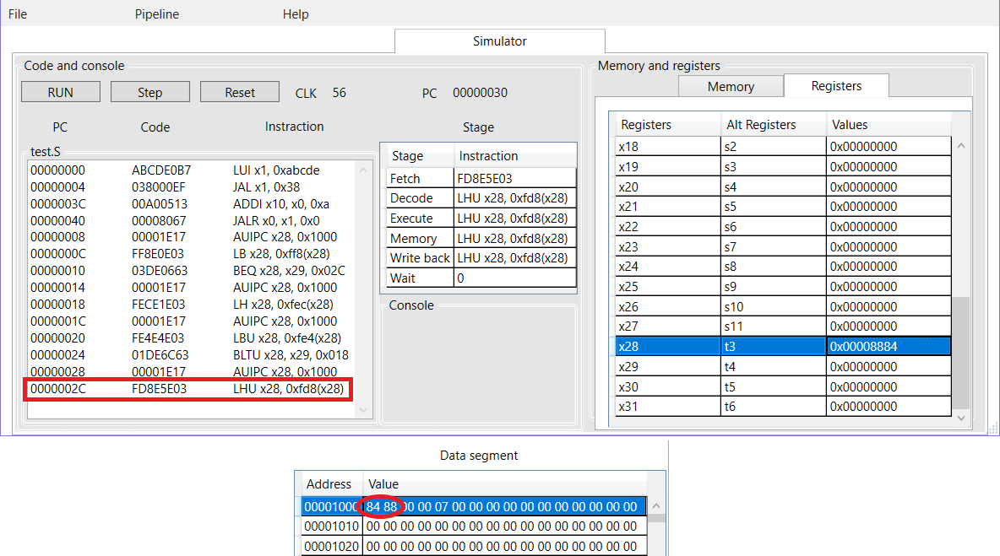 File Pipeline Help
Simulator
Code and console
RUN Step Reset CLK 56 PC 00000030
PC Code Instraction
test.S
00000000 ABCDE0B7 LUI x1, 0xabcde
00000004 038000EF JAL x1, 0x38
0000003C 00A00513 ADDI x10, x0, 0xa
00000040 00008067 JALR x0, x1, 0x0
00000008 00001E17 AUIPC x28, 0x1000
0000000C FF8E0E03 LB x28, 0xff8(x28)
00000010 03DE0663 BEQ x28, x29, 0x02C
00000014 00001E17 AUIPC x28, 0x1000
00000018 FECE1E03 LH x28, 0xfec(x28)
0000001C 00001E17 AUIPC x28, 0x1000
00000020 FE4E4E03 LBU x28, 0xfe4(x28)
00000024 01DE6C63 BLTU x28, x29, 0x018
00000028 00001E17 AUIPC x28, 0x1000
0000002C FD8E5E03 LHU x28, 0xfd8(x28)
Stage
Stage Instraction
Fetch FD8E5E03
Decode LHU x28, 0xfd8(x28)
Execute LHU x28, 0xfd8(x28)
Memory LHU x28, 0xfd8(x28)
Write back LHU x28, 0xfd8(x28)
Wait 0
Console
Memory and registers
Memory Registers
Registers Alt Registers Values
x18 s2 0x00000000
x19 s3 0x00000000
x20 s4 0x00000000
x21 s5 0x00000000
x22 s6 0x00000000
x23 s7 0x00000000
x24 s8 0x00000000
x25 s9 0x00000000
x26 s10 0x00000000
x27 s11 0x00000000
x28 t3 0x00008884
x29 t4 0x00000000
x30 t5 0x00000000
x31 t6 0x00000000
Data segment
Address Value
00001000 84 88 00 00 07 00 00 00 00 00 00 00 00 00 00 00
00001010 00 00 00 00 00 00 00 00 00 00 00 00 00 00 00 00
00001020 00 00 00 00 00 00 00 00 00 00 00 00 00 00 00 00